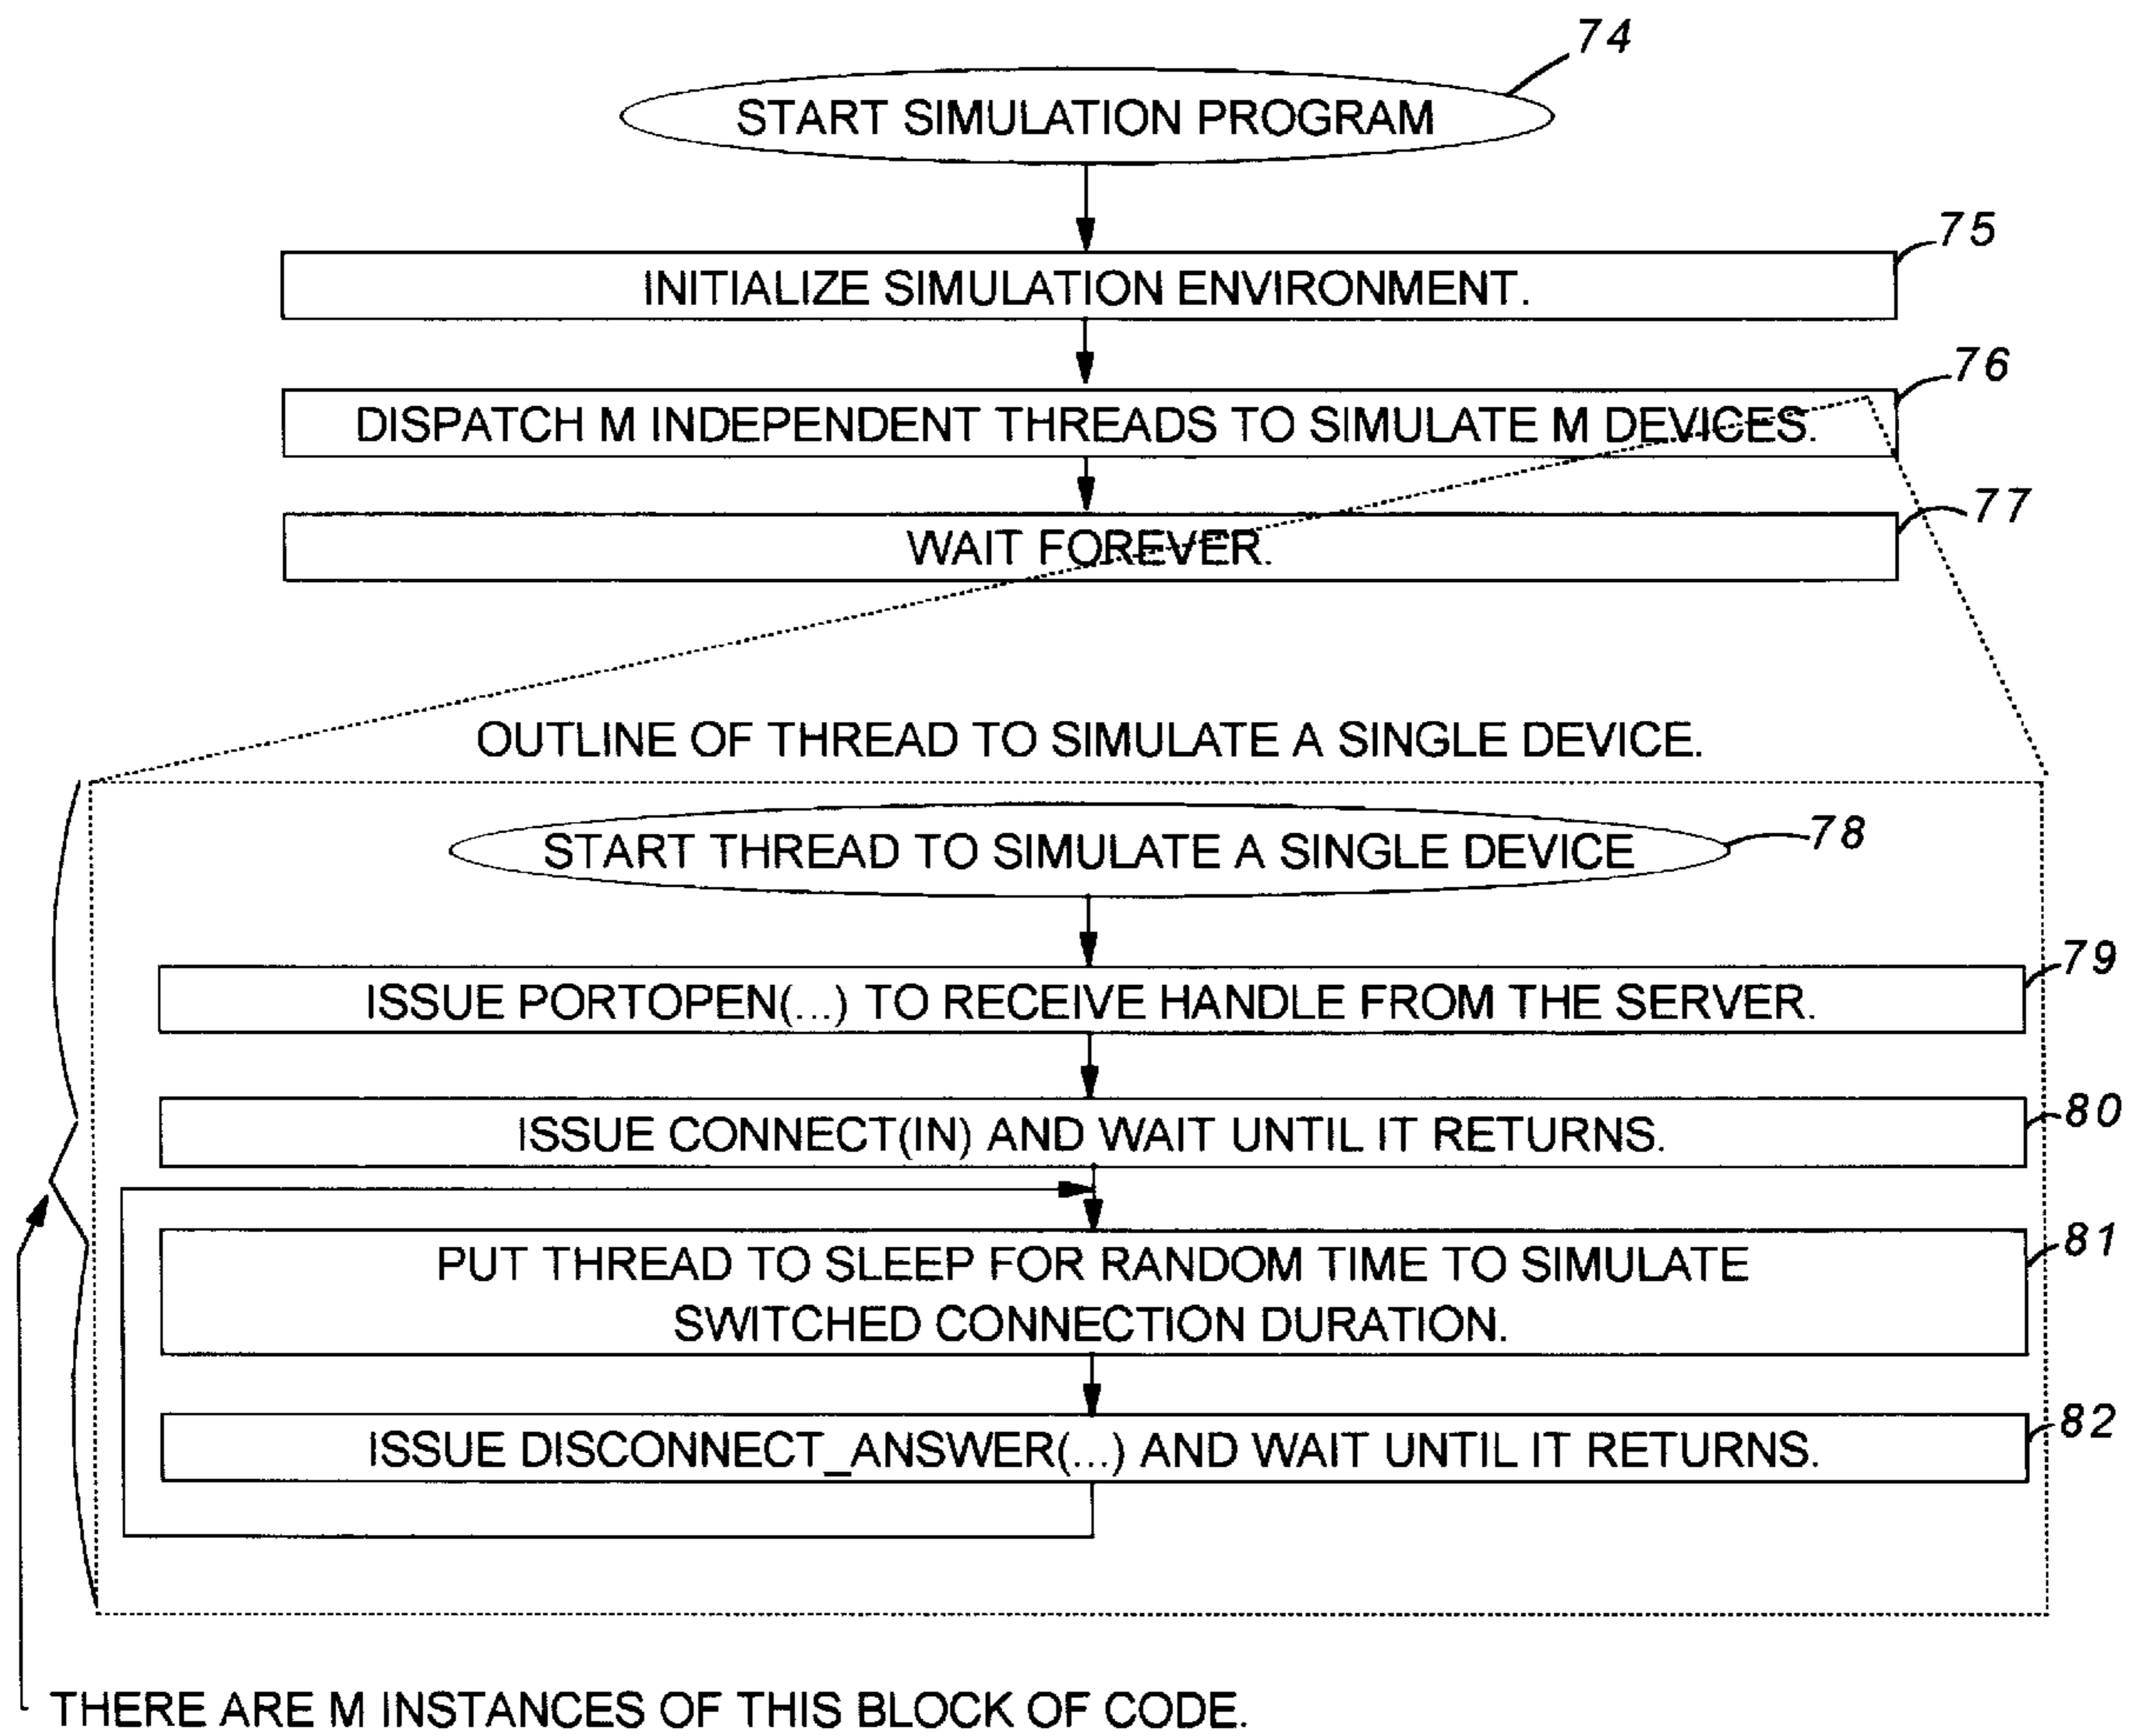 74
START SIMULATION PROGRAM
75
INITIALIZE SIMULATION ENVIRONMENT.
76
DISPATCH M INDEPENDENT THREADS TO SIMULATE M DEVICES.
77
WAIT FOREVER.
OUTLINE OF THREAD TO SIMULATE A SINGLE DEVICE.
START THREAD TO SIMULATE A SINGLE DEVICE
78
79
ISSUE PORTOPEN(...) TO RECEIVE HANDLE FROM THE SERVER.
80
ISSUE CONNECT(IN) AND WAIT UNTIL IT RETURNS.
81
PUT THREAD TO SLEEP FOR RANDOM TIME TO SIMULATE
SWITCHED CONNECTION DURATION.
82
ISSUE DISCONNECT_ANSWER(...) AND WAIT UNTIL IT RETURNS.
THERE ARE M INSTANCES OF THIS BLOCK OF CODE.